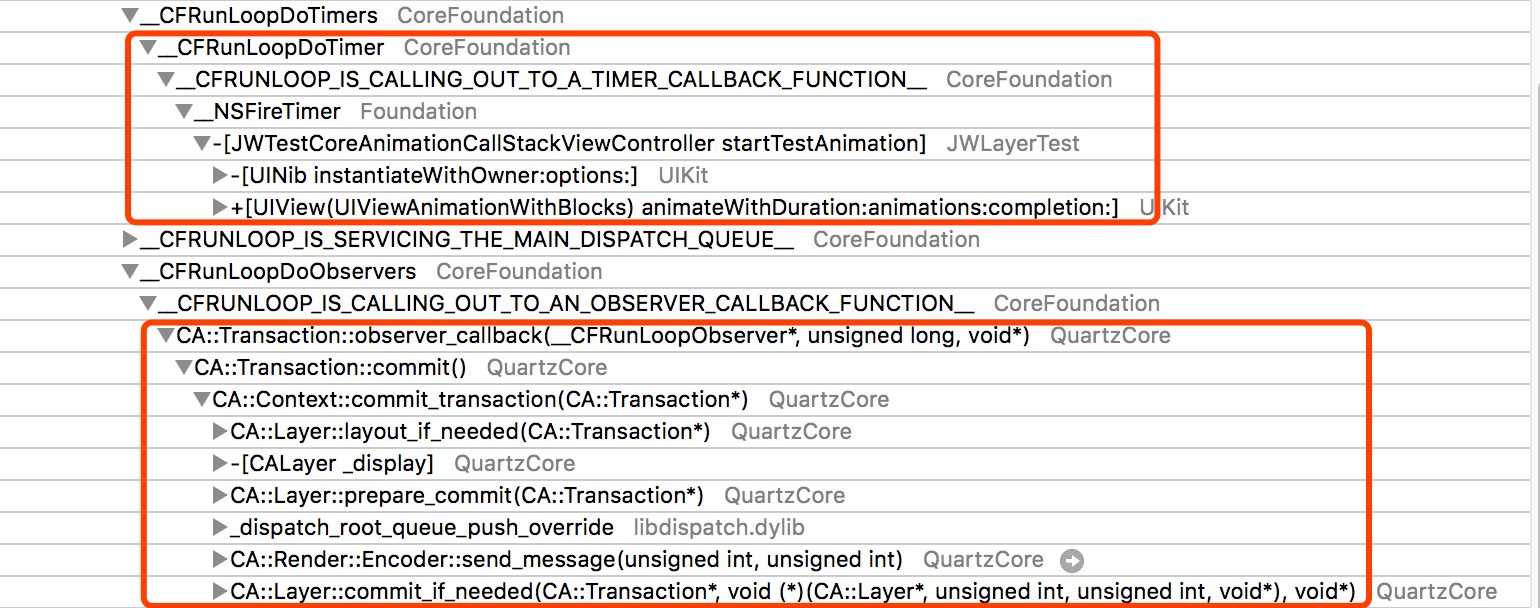 __CFRunLoopDoTimers CoreFoundation
__CFRunLoopDoTimer CoreFoundation
__CFRUNLOOP_IS_CALLING_OUT_TO_A_TIMER_CALLBACK_FUNCTION__ CoreFoundation
__NSFireTimer Foundation
-[JWTestCoreAnimationCallStackViewController startTestAnimation] JWLayerTest
-[UINib instantiateWithOwner:options:] UIKit
+[UIView(UIViewAnimationWithBlocks) animateWithDuration:animations:completion:] UIKit
__CFRUNLOOP_IS_SERVICING_THE_MAIN_DISPATCH_QUEUE__ CoreFoundation
__CFRunLoopDoObservers CoreFoundation
__CFRUNLOOP_IS_CALLING_OUT_TO_AN_OBSERVER_CALLBACK_FUNCTION__ CoreFoundation
CA::Transaction::observer_callback(__CFRunLoopObserver*, unsigned long, void*) QuartzCore
CA::Transaction::commit() QuartzCore
CA::Context::commit_transaction(CA::Transaction*) QuartzCore
CA::Layer::layout_if_needed(CA::Transaction*) QuartzCore
-[CALayer _display] QuartzCore
CA::Layer::prepare_commit(CA::Transaction*) QuartzCore
_dispatch_root_queue_push_override libdispatch.dylib
CA::Render::Encoder::send_message(unsigned int, unsigned int) QuartzCore
CA::Layer::commit_if_needed(CA::Transaction*, void (*)(CA::Layer*, unsigned int, unsigned int, void*), void*) QuartzCore